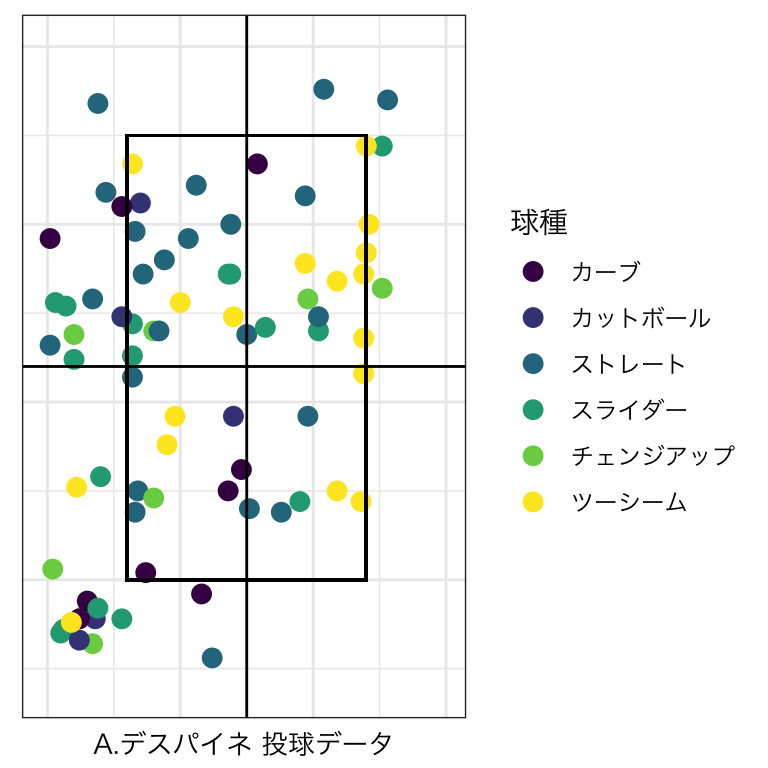 球種
カーブ
カットボール
ストレート
スライダー
チェンジアップ
ツーシーム
A.デスパイネ 投球データ